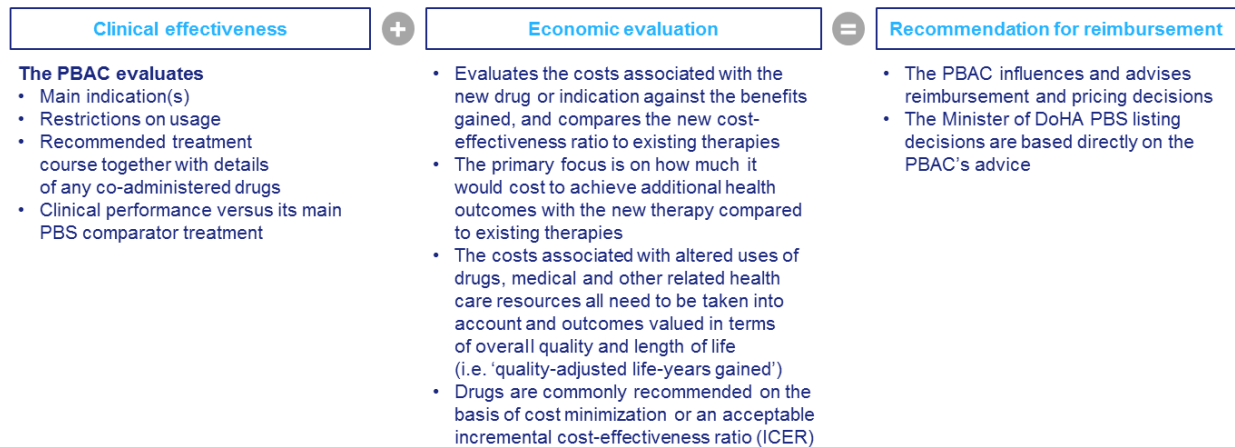 Clinical effectiveness
+
Economic evaluation
=
Recommendation for reimbursement
The PBAC evaluates
• Main indication(s)
• Restrictions on usage
• Recommended treatment
course together with details
of any co-administered drugs
• Clinical performance versus its main
PBS comparator treatment
• Evaluates the costs associated with the
new drug or indication against the benefits
gained, and compares the new cost-
effectiveness ratio to existing therapies
• The primary focus is on how much it
would cost to achieve additional health
outcomes with the new therapy compared
to existing therapies
• The costs associated with altered uses of
drugs, medical and other related health
care resources all need to be taken into
account and outcomes valued in terms
of overall quality and length of life
(i.e. ‘quality-adjusted life-years gained’)
• Drugs are commonly recommended on the
basis of cost minimization or an acceptable
incremental cost-effectiveness ratio (ICER)
• The PBAC influences and advises
reimbursement and pricing decisions
• The Minister of DoHA PBS listing
decisions are based directly on the
PBAC’s advice